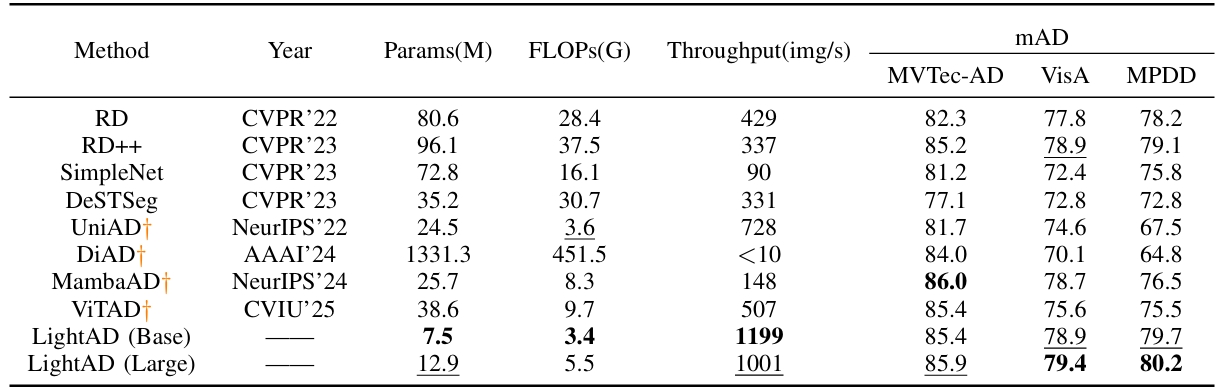 Method Year Params(M) FLOPs(G) Throughput(img/s) mAD
MVTec-AD VisA MPDD
RD CVPR'22 80.6 28.4 429 82.3 77.8 78.2
RD++ CVPR'23 96.1 37.5 337 85.2 78.9 79.1
SimpleNet CVPR'23 72.8 16.1 90 81.2 72.4 75.8
DeSTSeg CVPR'23 35.2 30.7 331 77.1 72.8 72.8
UniAD† NeurIPS'22 24.5 3.6 728 81.7 74.6 67.5
DiAD† AAAI'24 1331.3 451.5 <10 84.0 70.1 64.8
MambaAD† NeurIPS'24 25.7 8.3 148 86.0 78.7 76.5
ViTAD† CVIU'25 38.6 9.7 507 85.4 75.6 75.5
LightAD (Base) —— 7.5 3.4 1199 85.4 78.9 79.7
LightAD (Large) —— 12.9 5.5 1001 85.9 79.4 80.2